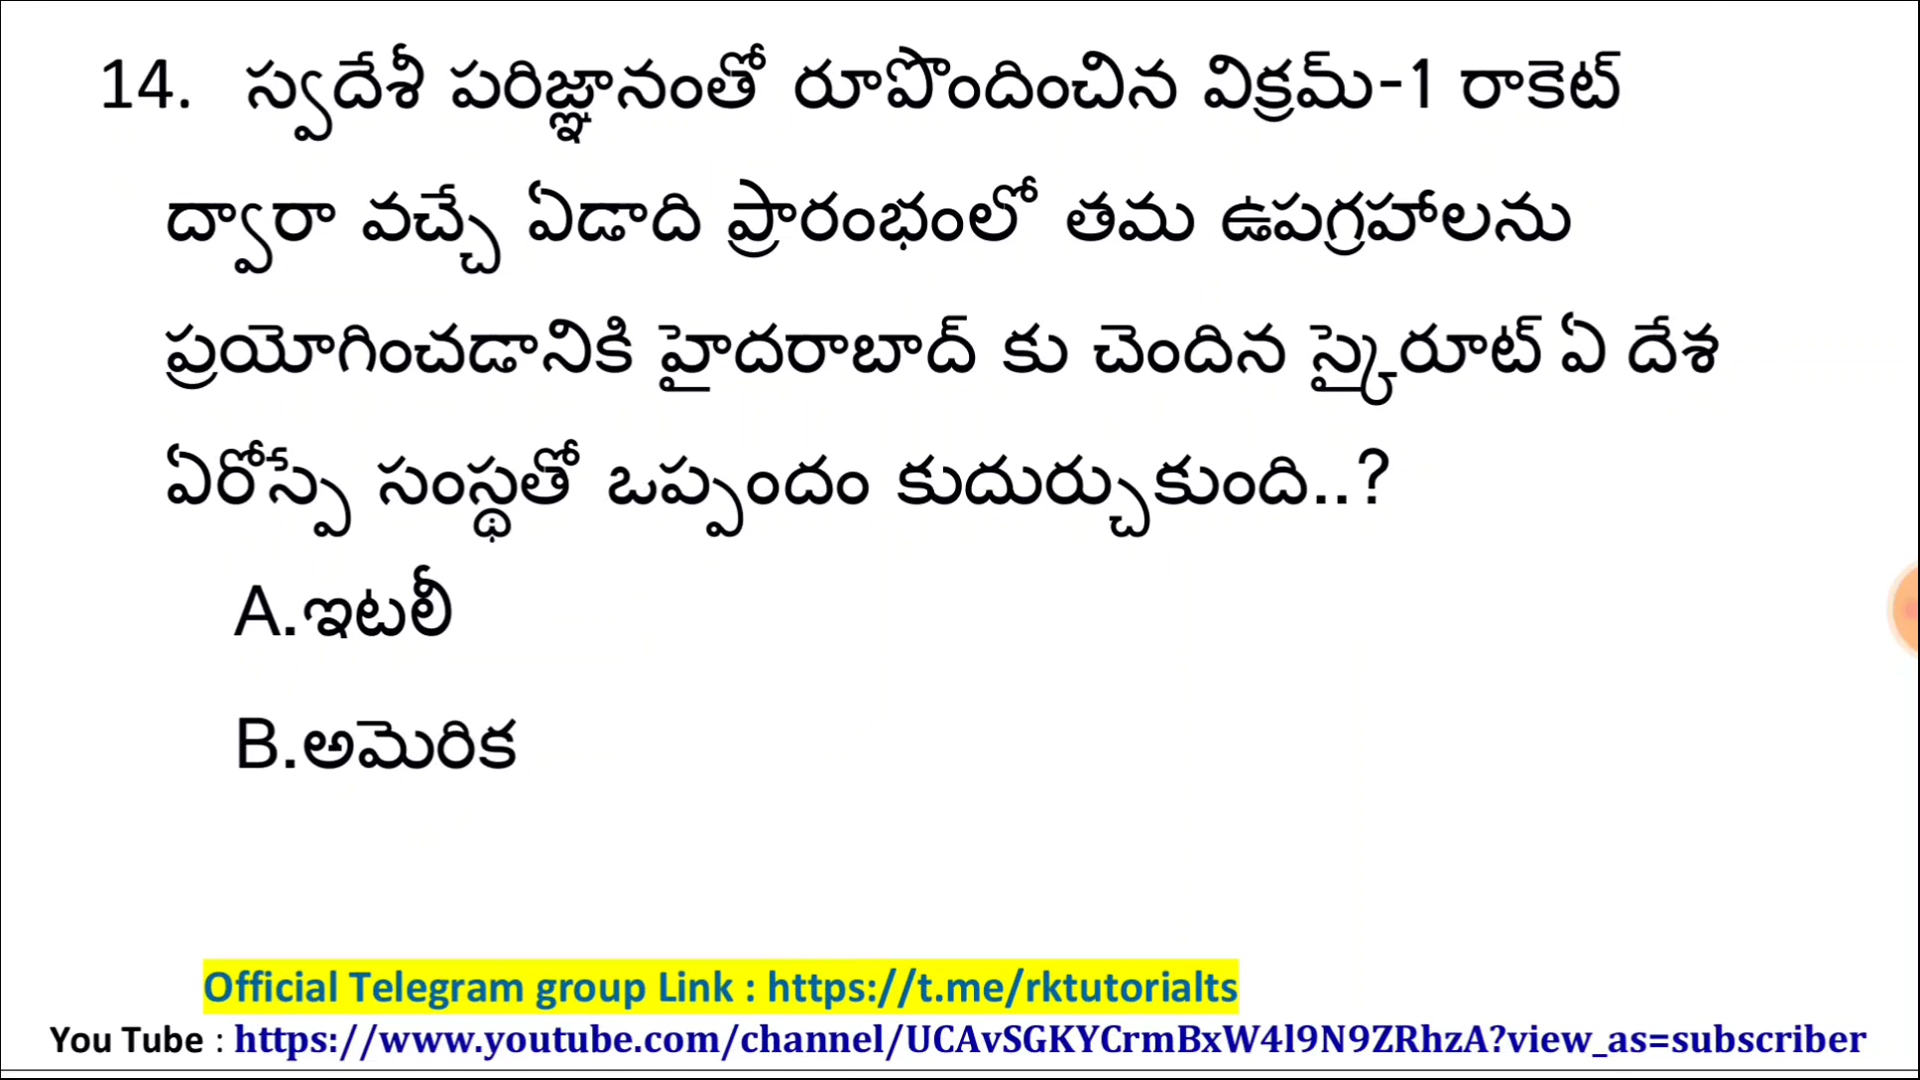 14. స్వదేశీ పరిజ్ఞానంతో రూపొందించిన విక్రమ్-1 రాకెట్
ద్వారా వచ్చే ఏడాది ప్రారంభంలో తమ ఉపగ్రహాలను
ప్రయోగించడానికి హైదరాబాద్ కు చెందిన స్కైరూట్ ఏ దేశ
ఏరోస్పే సంస్థతో ఒప్పందం కుదుర్చుకుంది..?
A.ఇటలీ
B.అమెరిక
Official Telegram group Link : https://t.me/rktutorialts
You Tube : https://www.youtube.com/channel/UCAvSGKYCrmBxW4l9N9ZRhzA?view_as=subscriber